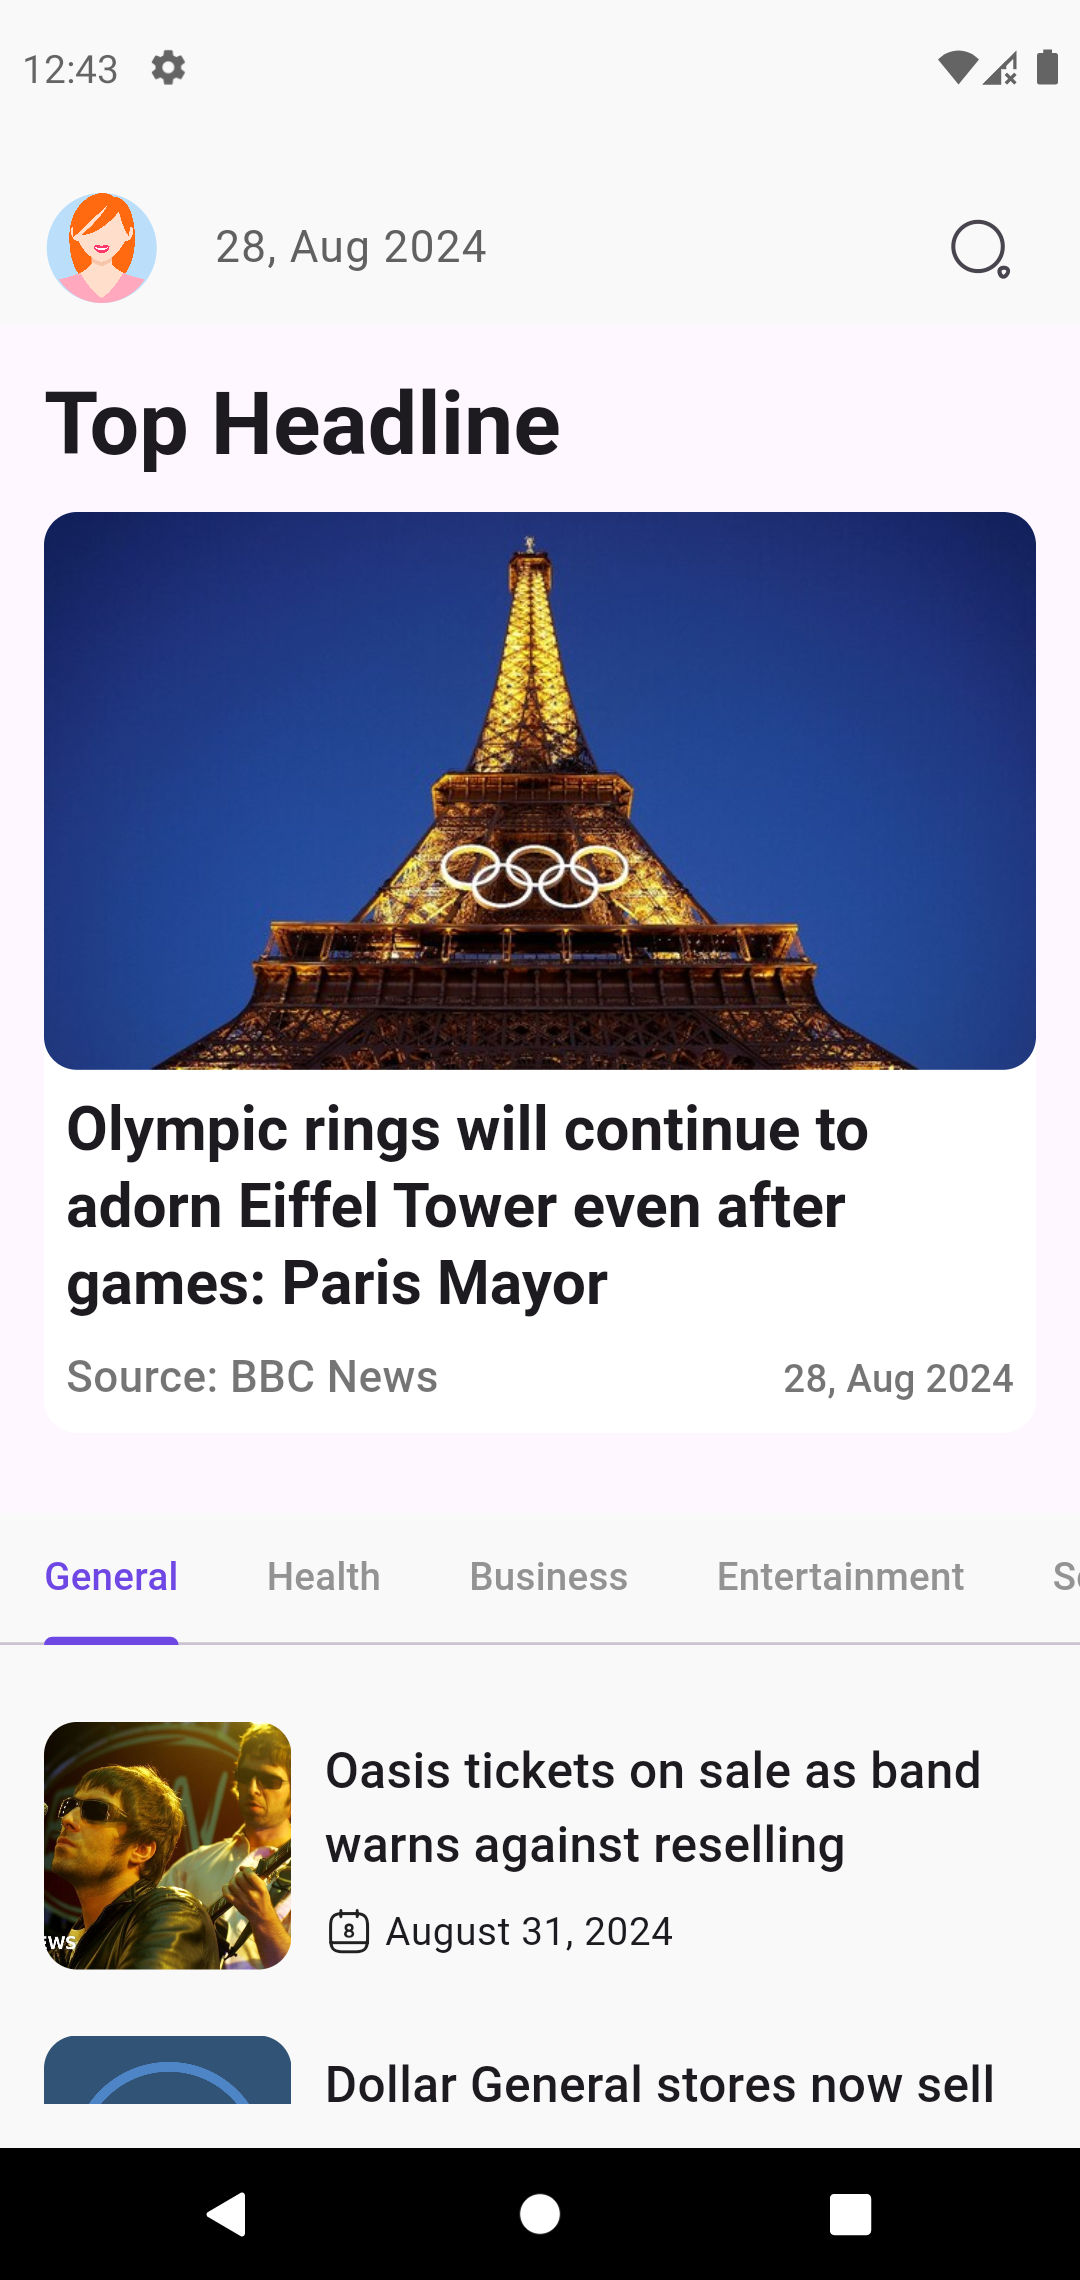 12:43
28, Aug 2024
Top Headline
Olympic rings will continue to
adorn Eiffel Tower even after
games: Paris Mayor
Source: BBC News
28, Aug 2024
General Health Business Entertainment
Oasis tickets on sale as band
warns against reselling
8 August 31, 2024
Dollar General stores now sell